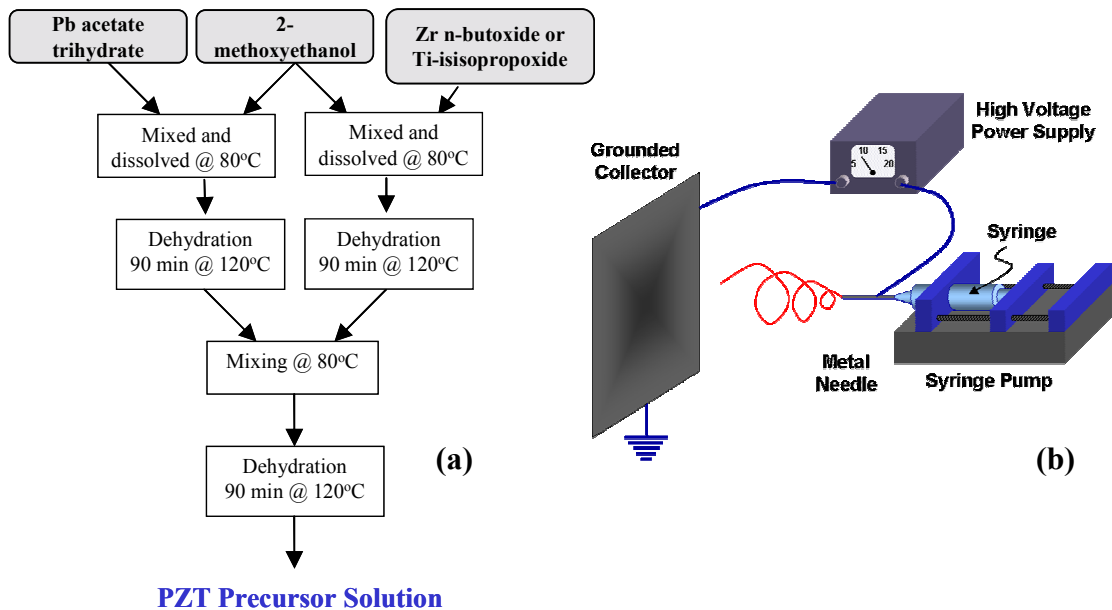 Pb acetate
trihydrate
2-
methoxyethanol
Zr n-butoxide or
Ti-isisopropoxide
Mixed and
dissolved @ 80°C
Mixed and
dissolved @ 80°C
Dehydration
90 min @ 120°C
Dehydration
90 min @ 120°C
Mixing @ 80°C
Dehydration
90 min @ 120°C
PZT Precursor Solution
(a)
High Voltage
Power Supply
5 10 15 20
Grounded
Collector
Syringe
Metal
Needle
Syringe Pump
(b)